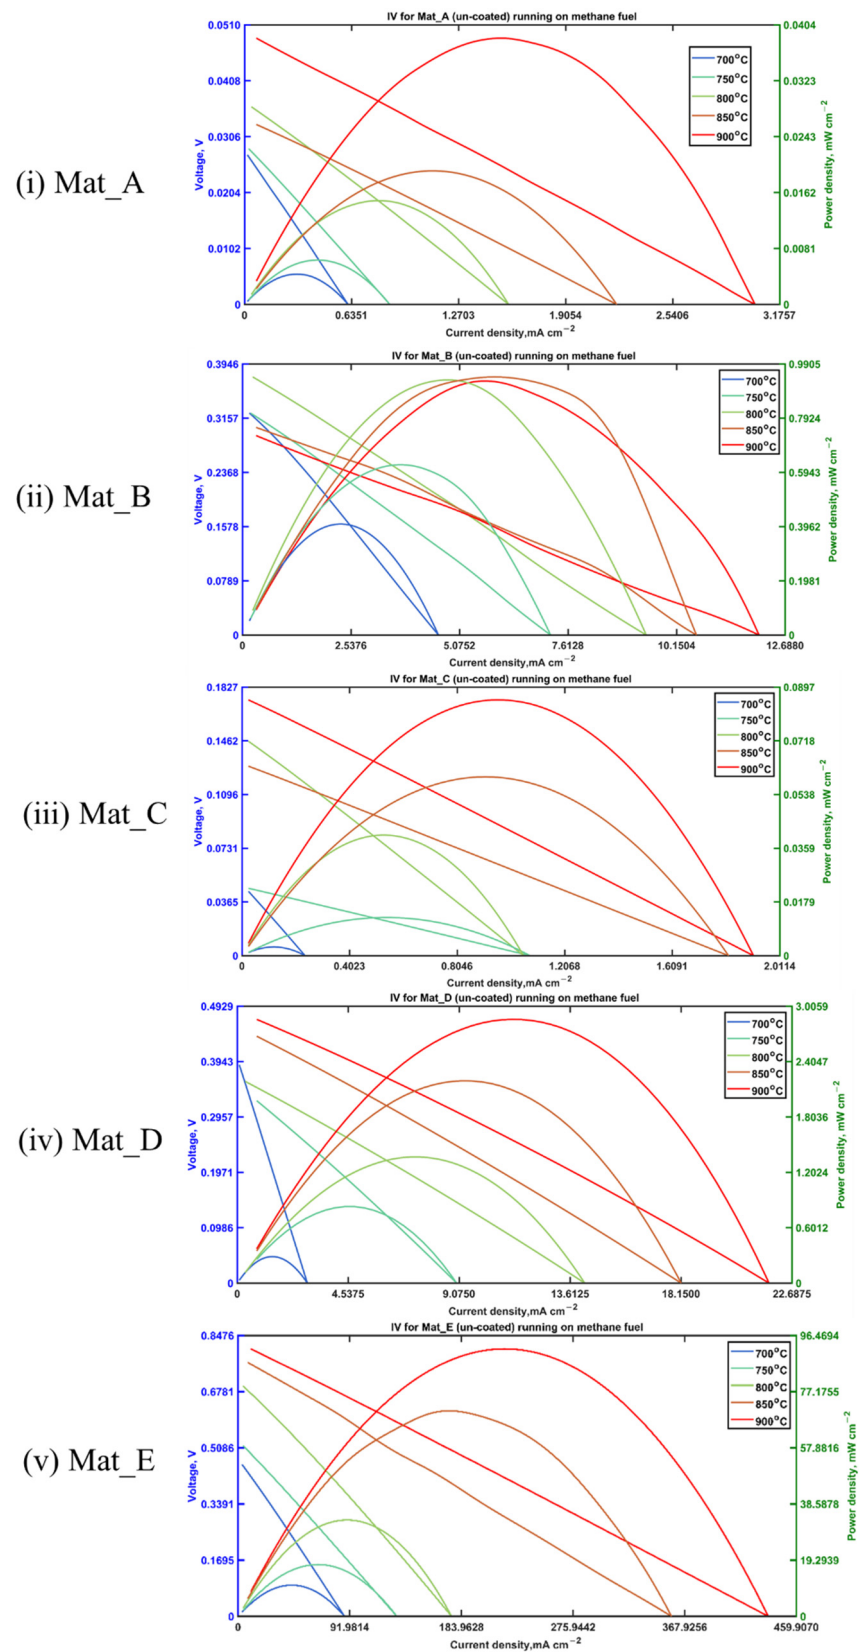 IV for Mat_A (un-coated) running on methane fuel
0.0510
0.0408
0.0306
0.0204
0.0102
0
Voltage, V
0.0404
0.0323
0.0243
0.0162
0.0081
0
Power density, mW cm⁻²
700°C
750°C
800°C
850°C
900°C
(i) Mat_A
0
0.6351
1.2703
1.9054
2.5406
3.1757
Current density,mA cm⁻²
IV for Mat_B (un-coated) running on methane fuel
0.3946
0.3157
0.2368
0.1578
0.0789
0
Voltage, V
0.9905
0.7924
0.5943
0.3962
0.1981
0
Power density, mW cm⁻²
700°C
750°C
800°C
850°C
900°C
(ii) Mat_B
0
2.5376
5.0752
7.6128
10.1504
12.6880
Current density,mA cm⁻²
IV for Mat_C (un-coated) running on methane fuel
0.1827
0.1462
0.1096
0.0731
0.0365
0
Voltage, V
0.0897
0.0718
0.0538
0.0359
0.0179
0
Power density, mW cm⁻²
700°C
750°C
800°C
850°C
900°C
(iii) Mat_C
0
0.4023
0.8046
1.2068
1.6091
2.0114
Current density,mA cm⁻²
IV for Mat_D (un-coated) running on methane fuel
0.4929
0.3943
0.2957
0.1971
0.0986
0
Voltage, V
3.0059
2.4047
1.8036
1.2024
0.6012
0
Power density, mW cm⁻²
700°C
750°C
800°C
850°C
900°C
(iv) Mat_D
0
4.5375
9.0750
13.6125
18.1500
22.6875
Current density,mA cm⁻²
IV for Mat_E (un-coated) running on methane fuel
0.8476
0.6781
0.5086
0.3391
0.1695
0
Voltage, V
96.4694
77.1755
57.8816
38.5878
19.2939
0
Power density, mW cm⁻²
700°C
750°C
800°C
850°C
900°C
(v) Mat_E
0
91.9814
183.9628
275.9442
367.9256
459.9070
Current density,mA cm⁻²